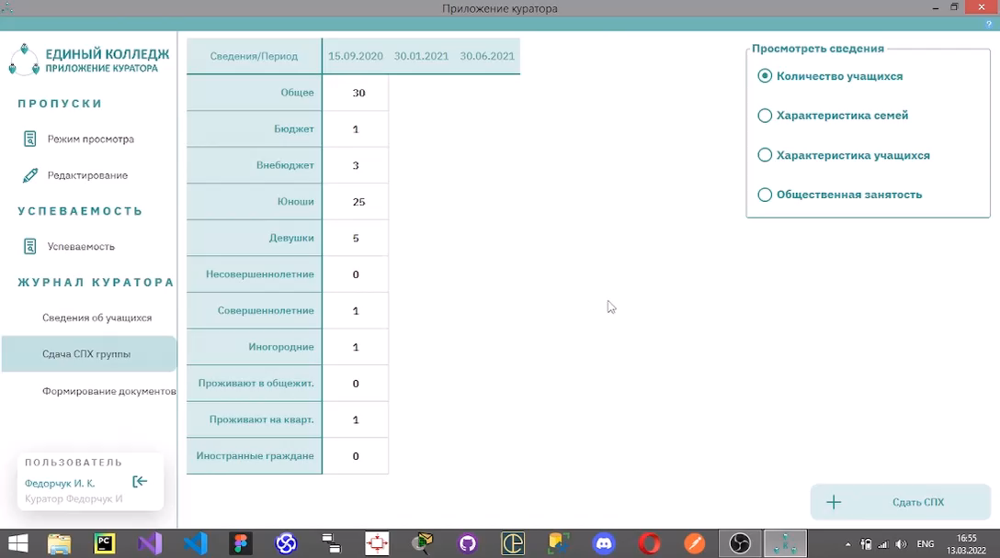 Приложение куратора
ЕДИНЫЙ КОЛЛЕДЖ
ПРИЛОЖЕНИЕ КУРАТОРА
ПРОПУСКИ
Режим просмотра
Редактирование
УСПЕВАЕМОСТЬ
Успеваемость
ЖУРНАЛ КУРАТОРА
Сведения об учащихся
Сдача СПХ группы
Формирование документов
ПОЛЬЗОВАТЕЛЬ
Федорчук И. К.
Куратор Федорчук И
Сведения/Период 15.09.2020 30.01.2021 30.06.2021
Общее 30
Бюджет 1
Внебюджет 3
Юноши 25
Девушки 5
Несовершеннолетние 0
Совершеннолетние 1
Иногородние 1
Проживают в общежит. 0
Проживают на кварт. 1
Иностранные граждане 0
Просмотреть сведения
Количество учащихся
Характеристика семей
Характеристика учащихся
Общественная занятость
Сдать СПХ
PC
ENG
16:55
13.03.2022